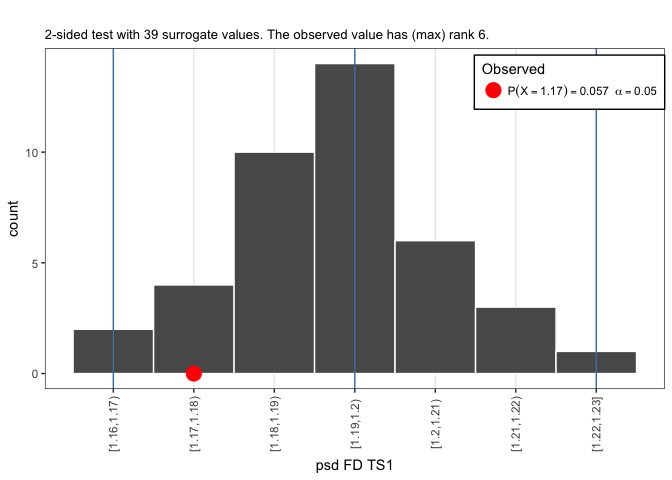 2-sided test with 39 surrogate values. The observed value has (max) rank 6.
Observed
P(X = 1.17) = 0.057 α = 0.05
count
10
5
0
[1.16,1.17)
[1.17,1.18)
[1.18,1.19)
[1.19,1.2)
[1.2,1.21)
[1.21,1.22)
[1.22,1.23]
psd FD TS1